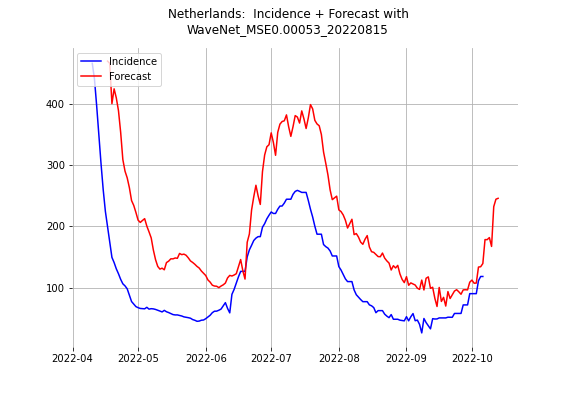 Netherlands:  Incidence + Forecast with
WaveNet_MSE0.00053_20220815
Incidence
Forecast
400
300
200
100
2022-04 2022-05 2022-06 2022-07 2022-08 2022-09 2022-10